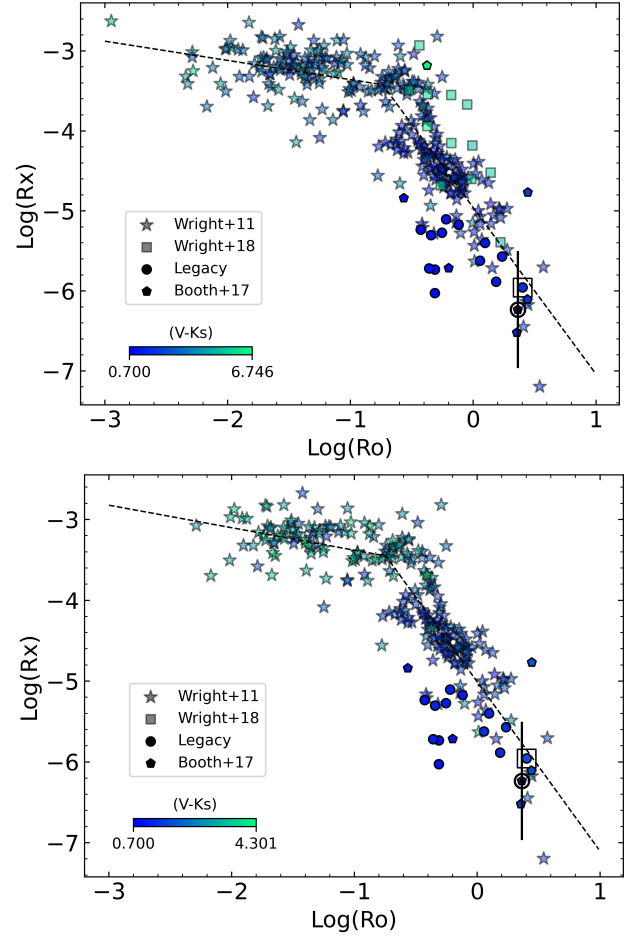 −3
−4
−5
−6
−7
Log(Rx)
Wright+11
Wright+18
Legacy
Booth+17
(V-Ks)
0.700 6.746
−3 −2 −1 0 1
Log(Ro)
−3
−4
−5
−6
−7
Log(Rx)
Wright+11
Wright+18
Legacy
Booth+17
(V-Ks)
0.700 4.301
−3 −2 −1 0 1
Log(Ro)